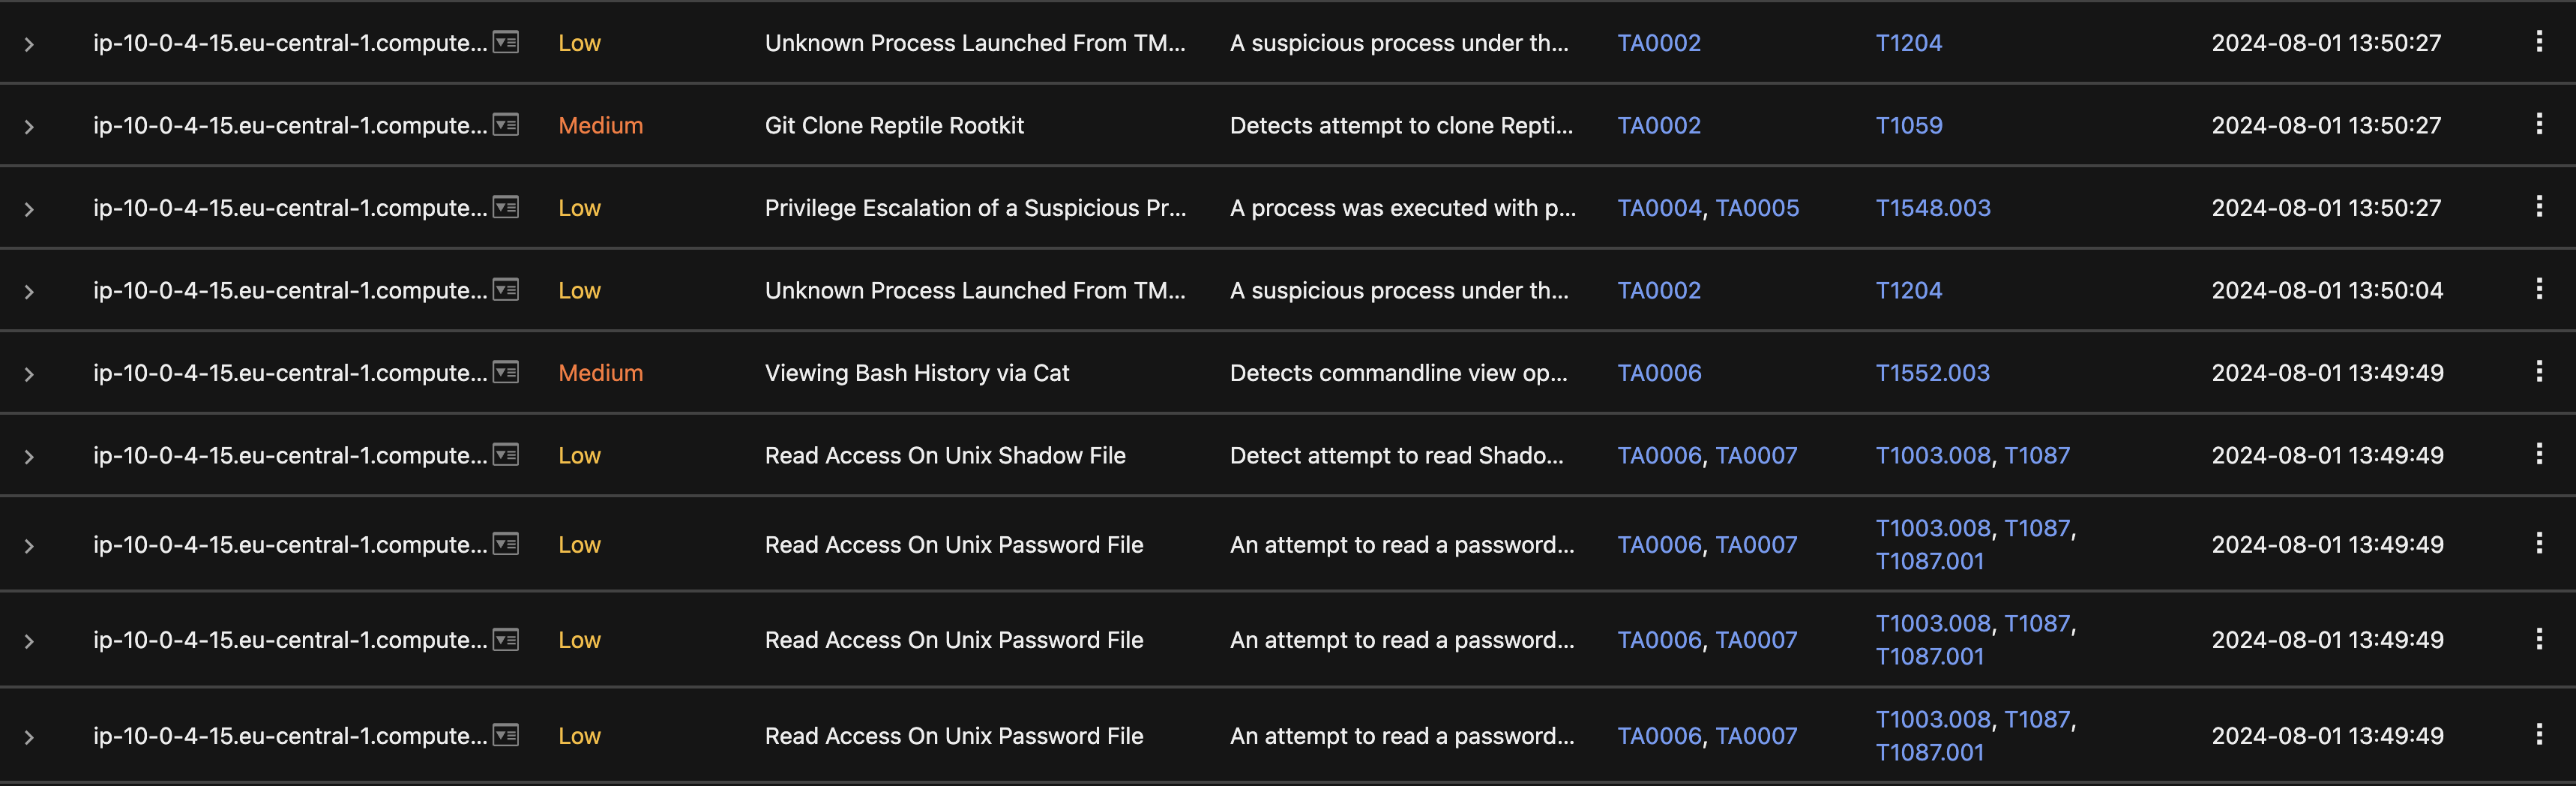 ip-10-0-4-15.eu-central-1.compute... Low Unknown Process Launched From TM... A suspicious process under th... TA0002 T1204 2024-08-01 13:50:27
ip-10-0-4-15.eu-central-1.compute... Medium Git Clone Reptile Rootkit Detects attempt to clone Repti... TA0002 T1059 2024-08-01 13:50:27
ip-10-0-4-15.eu-central-1.compute... Low Privilege Escalation of a Suspicious Pr... A process was executed with p... TA0004, TA0005 T1548.003 2024-08-01 13:50:27
ip-10-0-4-15.eu-central-1.compute... Low Unknown Process Launched From TM... A suspicious process under th... TA0002 T1204 2024-08-01 13:50:04
ip-10-0-4-15.eu-central-1.compute... Medium Viewing Bash History via Cat Detects commandline view op... TA0006 T1552.003 2024-08-01 13:49:49
ip-10-0-4-15.eu-central-1.compute... Low Read Access On Unix Shadow File Detect attempt to read Shado... TA0006, TA0007 T1003.008, T1087 2024-08-01 13:49:49
ip-10-0-4-15.eu-central-1.compute... Low Read Access On Unix Password File An attempt to read a password... TA0006, TA0007 T1003.008, T1087, 2024-08-01 13:49:49
T1087.001
ip-10-0-4-15.eu-central-1.compute... Low Read Access On Unix Password File An attempt to read a password... TA0006, TA0007 T1003.008, T1087, 2024-08-01 13:49:49
T1087.001
ip-10-0-4-15.eu-central-1.compute... Low Read Access On Unix Password File An attempt to read a password... TA0006, TA0007 T1003.008, T1087, 2024-08-01 13:49:49
T1087.001